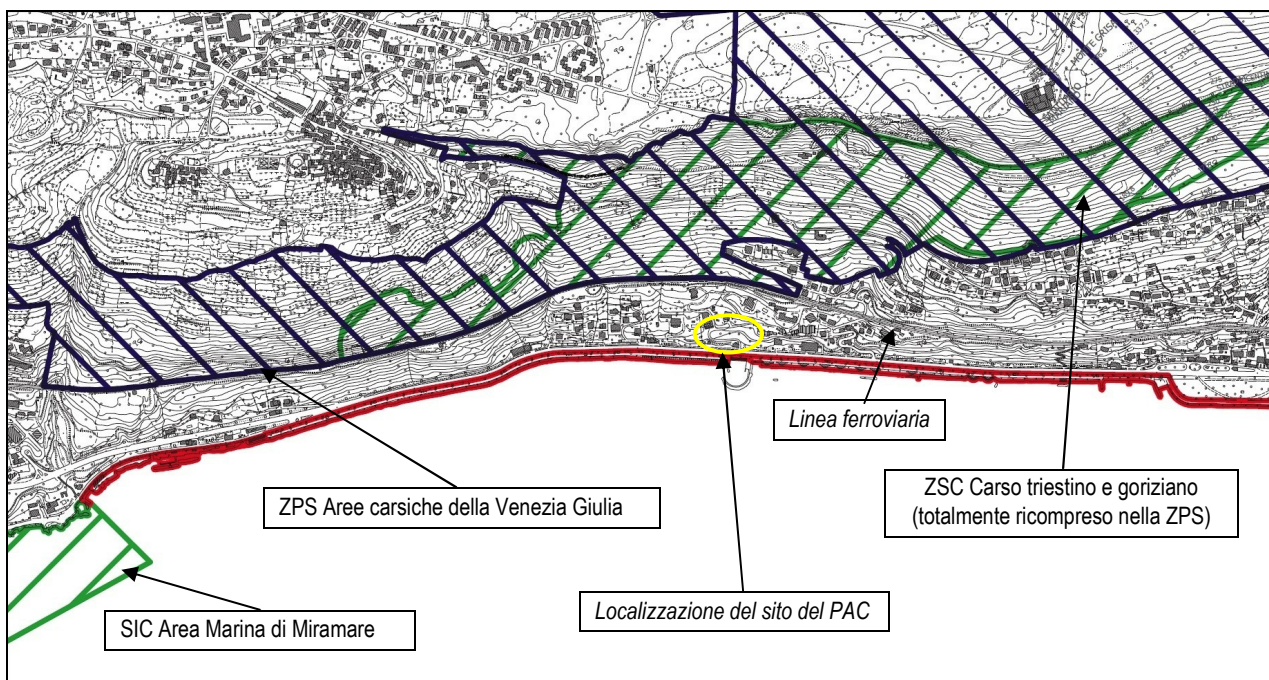 ZPS Aree carsiche della Venezia Giulia
Linea ferroviaria
ZSC Carso triestino e goriziano
(totalmente ricompreso nella ZPS)
Localizzazione del sito del PAC
SIC Area Marina di Miramare